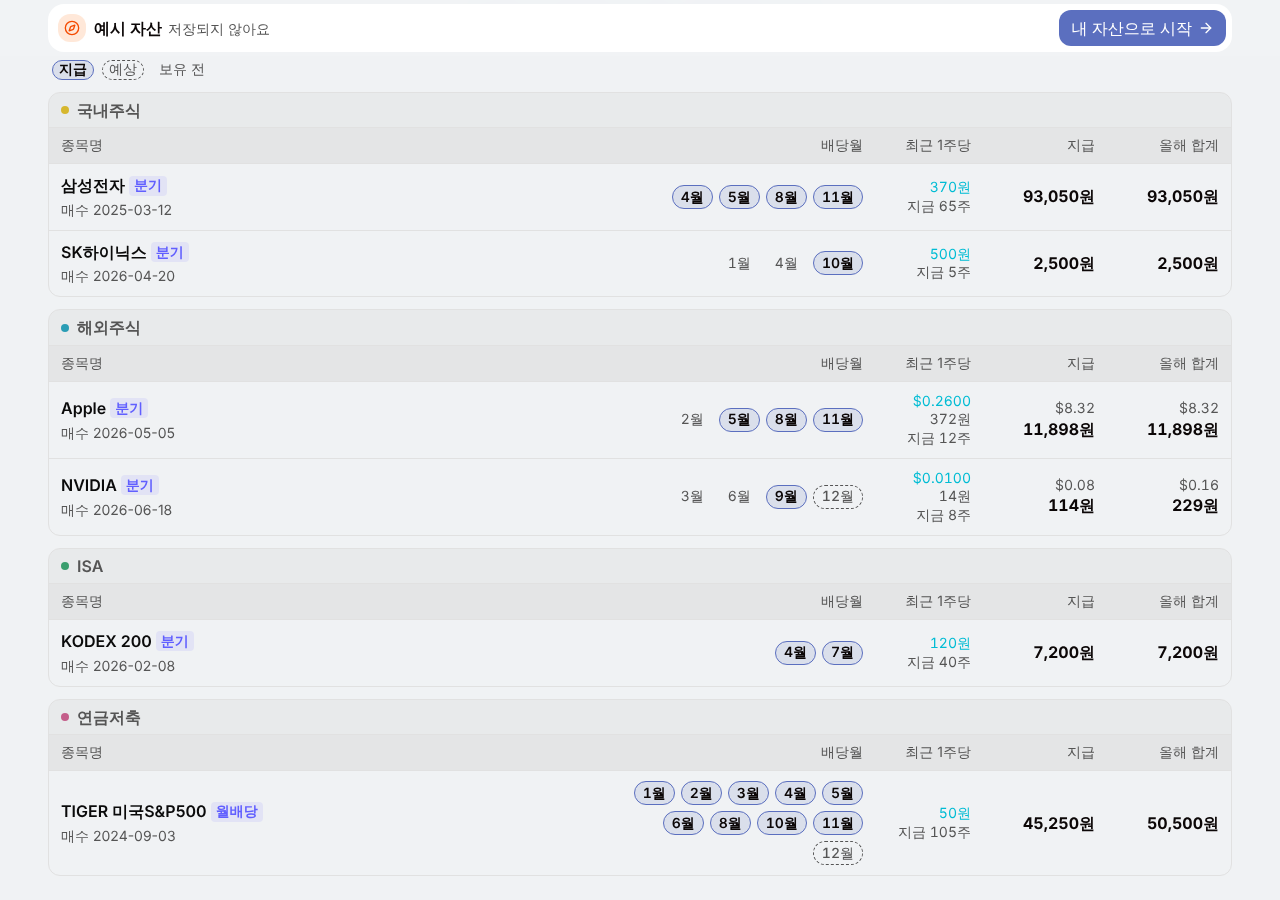 예시 자산 저장되지 않아요 내 자산으로 시작 →
지급 예상 보유 전
국내주식
종목명 배당월 최근 1주당 지급 올해 합계
삼성전자 분기
매수 2025-03-12
4월 5월 8월 11월
370원
지금 65주
93,050원 93,050원
SK하이닉스 분기
매수 2026-04-20
1월 4월 10월
500원
지금 5주
2,500원 2,500원
해외주식
종목명 배당월 최근 1주당 지급 올해 합계
Apple 분기
매수 2026-05-05
2월 5월 8월 11월
$0.2600
372원
지금 12주
$8.32 $8.32
11,898원 11,898원
NVIDIA 분기
매수 2026-06-18
3월 6월 9월 12월
$0.0100
14원
지금 8주
$0.08 $0.16
114원 229원
ISA
종목명 배당월 최근 1주당 지급 올해 합계
KODEX 200 분기
매수 2026-02-08
4월 7월
120원
지금 40주
7,200원 7,200원
연금저축
종목명 배당월 최근 1주당 지급 올해 합계
TIGER 미국S&P500 월배당
매수 2024-09-03
1월 2월 3월 4월 5월
6월 8월 10월 11월
12월
50원
지금 105주
45,250원 50,500원